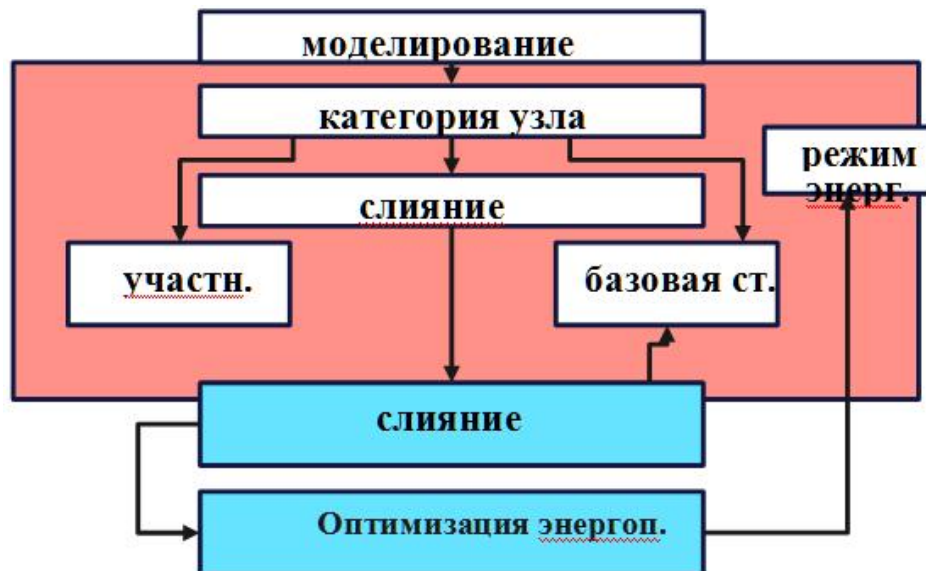 моделирование
категория узла
режим
энерг.
слияние
участн.
базовая ст.
слияние
Оптимизация энергоп.